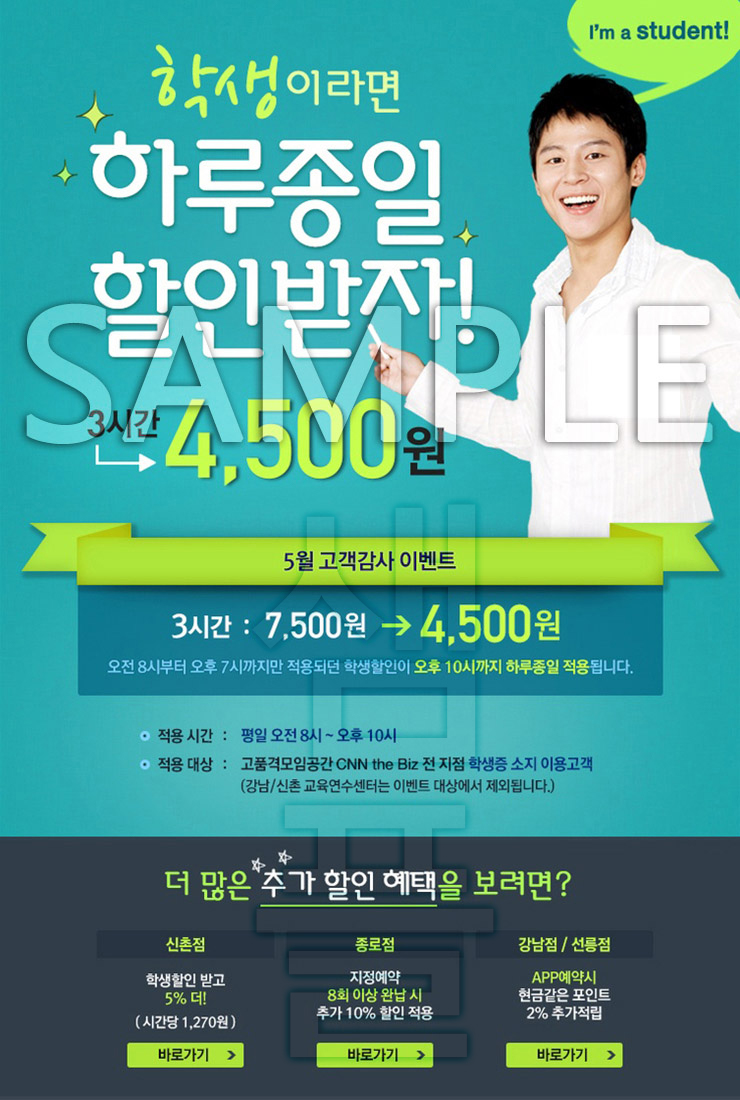 I'm a student!
학생이라면
하루종일
할인받자!
SAMPLE
3시간
4,500원
샘플
5월 고객감사 이벤트
3시간 : 7,500원 → 4,500원
오전 8시부터 오후 7시까지만 적용되던 학생할인이 오후 10시까지 하루종일 적용됩니다.
적용 시간 : 평일 오전 8시 ~ 오후 10시
적용 대상 : 고품격모임공간 CNN the Biz 전 지점 학생증 소지 이용고객
(강남/신촌 교육연수센터는 이벤트 대상에서 제외됩니다.)
더 많은 추가 할인 혜택을 보려면?
신촌점
학생할인 받고
5% 더!
( 시간당 1,270원 )
바로가기 >
종로점
지정예약
8회 이상 완납 시
추가 10% 할인 적용
바로가기 >
강남점 / 선릉점
APP예약시
현금같은 포인트
2% 추가적립
바로가기 >